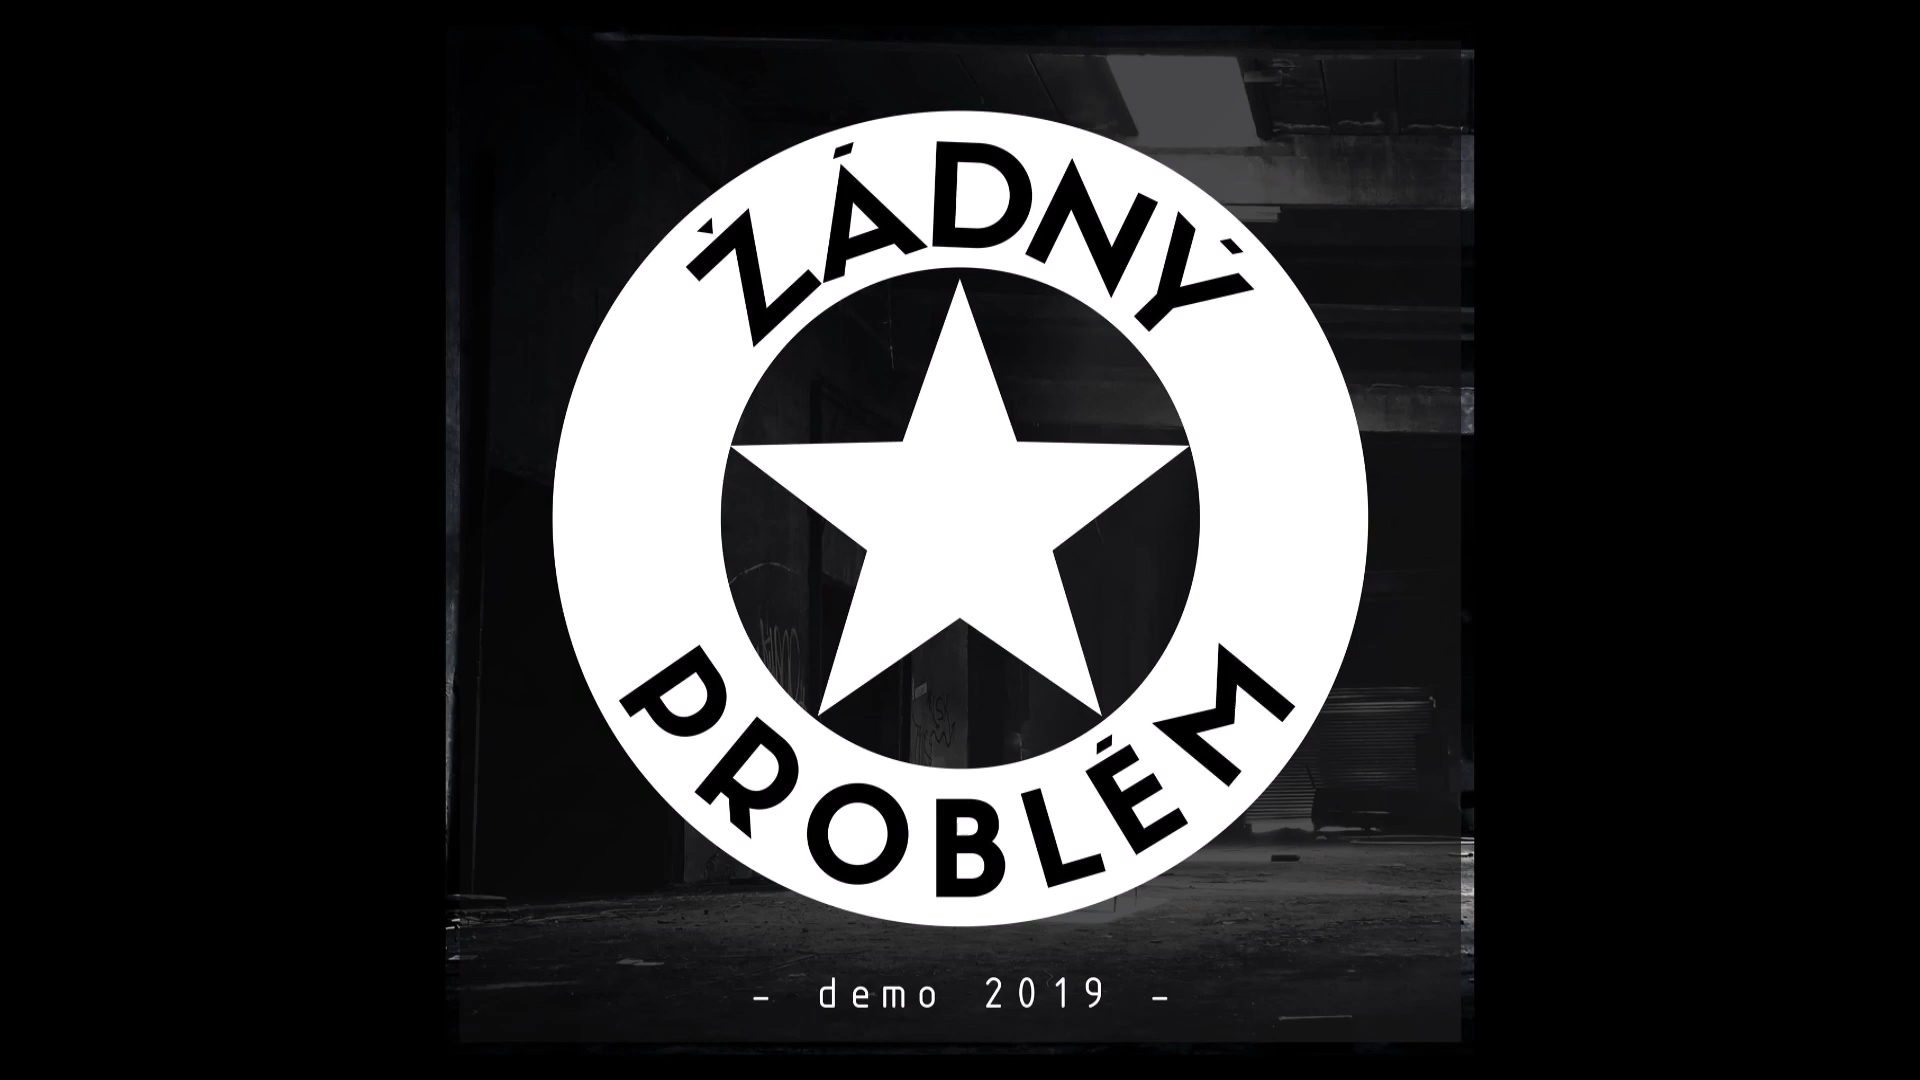 ŽÁDNÝ
PROBLÉM
- demo 2019 -